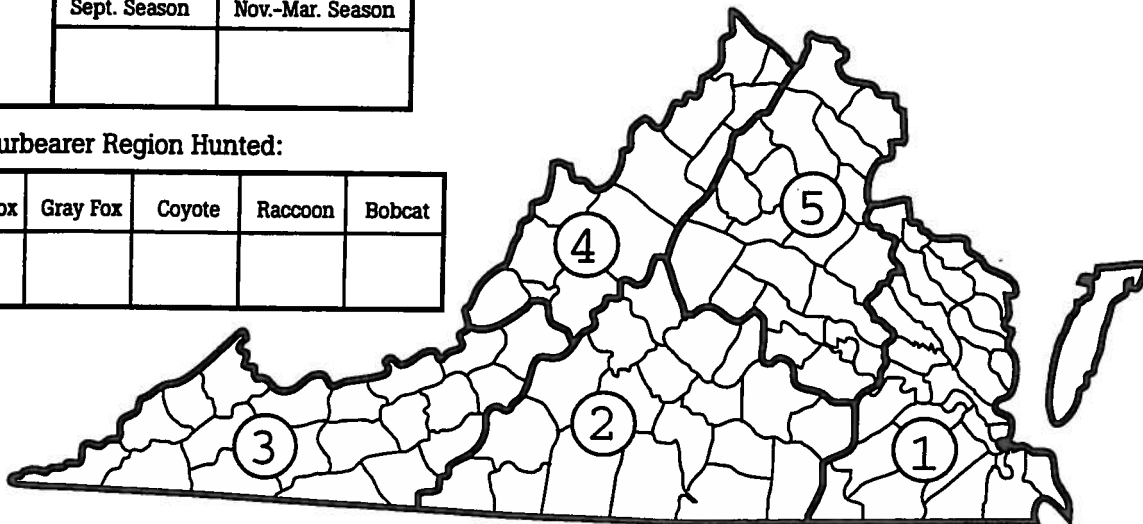 Sept. Season Nov.-Mar. Season
urbearer Region Hunted:
ox Gray Fox Coyote Raccoon Bobcat
5
4
2
3
1